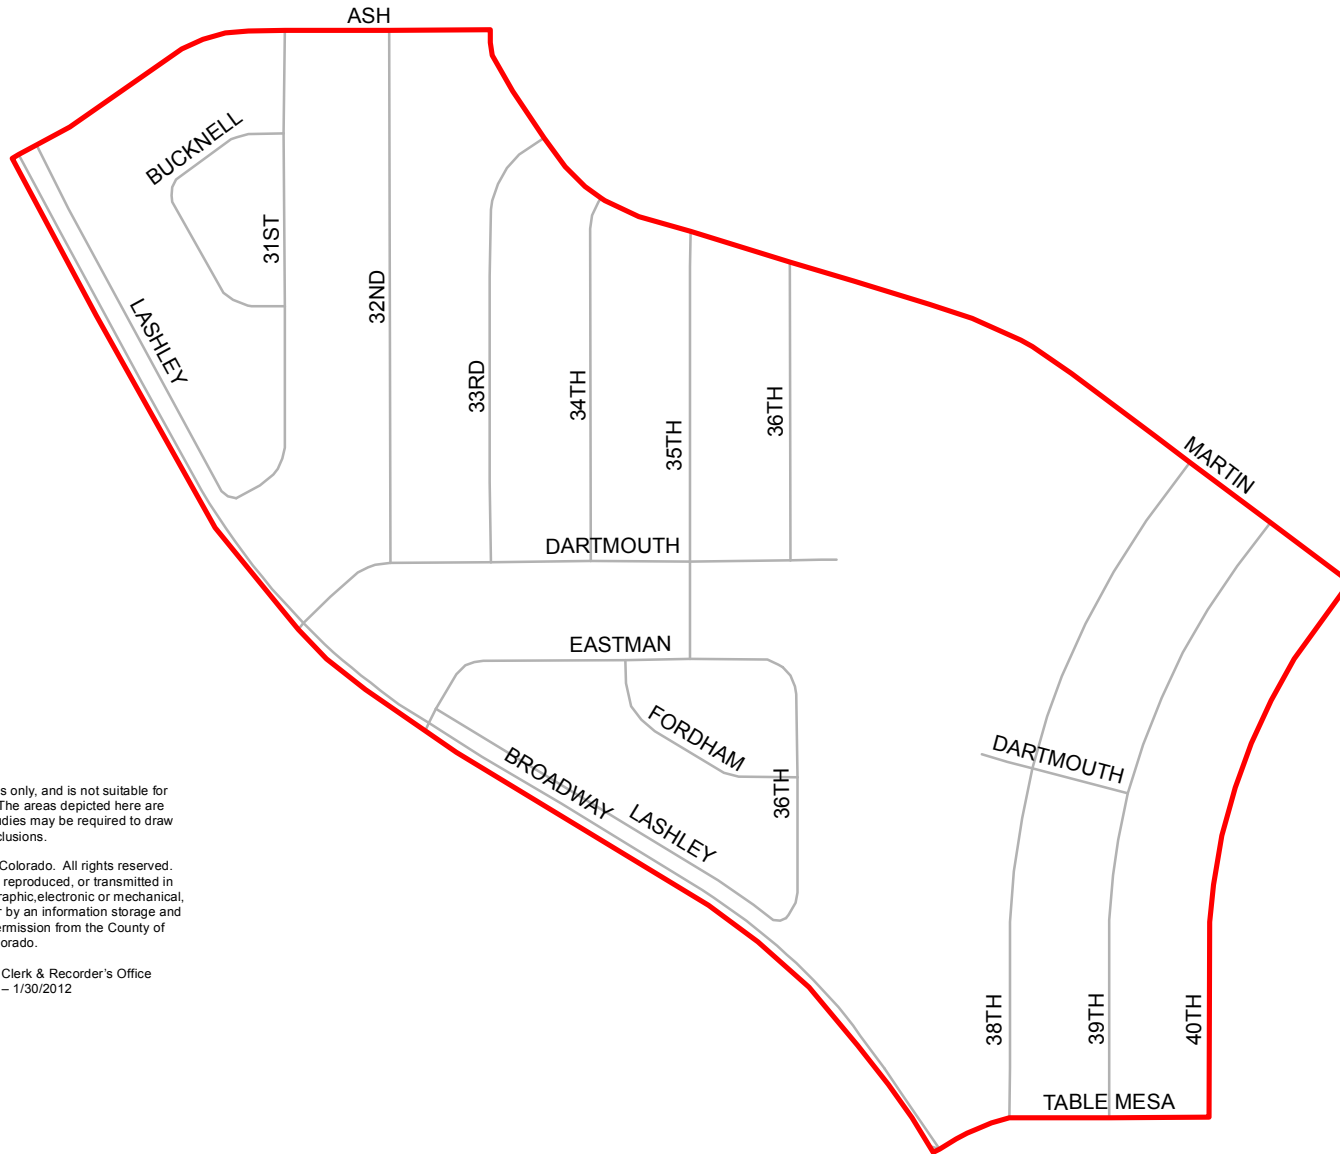 ASH
BUCKNELL
31ST
32ND
LASHLEY
33RD
34TH
35TH
36TH
MARTIN
DARTMOUTH
EASTMAN
FORDHAM
DARTMOUTH
BROADWAY
36TH
LASHLEY
38TH
39TH
40TH
TABLE MESA
s only, and is not suitable for
The areas depicted here are
udies may be required to draw
clusions.
Colorado. All rights reserved.
reproduced, or transmitted in
raphic,electronic or mechanical,
r by an information storage and
ermission from the County of
orado.
Clerk & Recorder's Office
– 1/30/2012